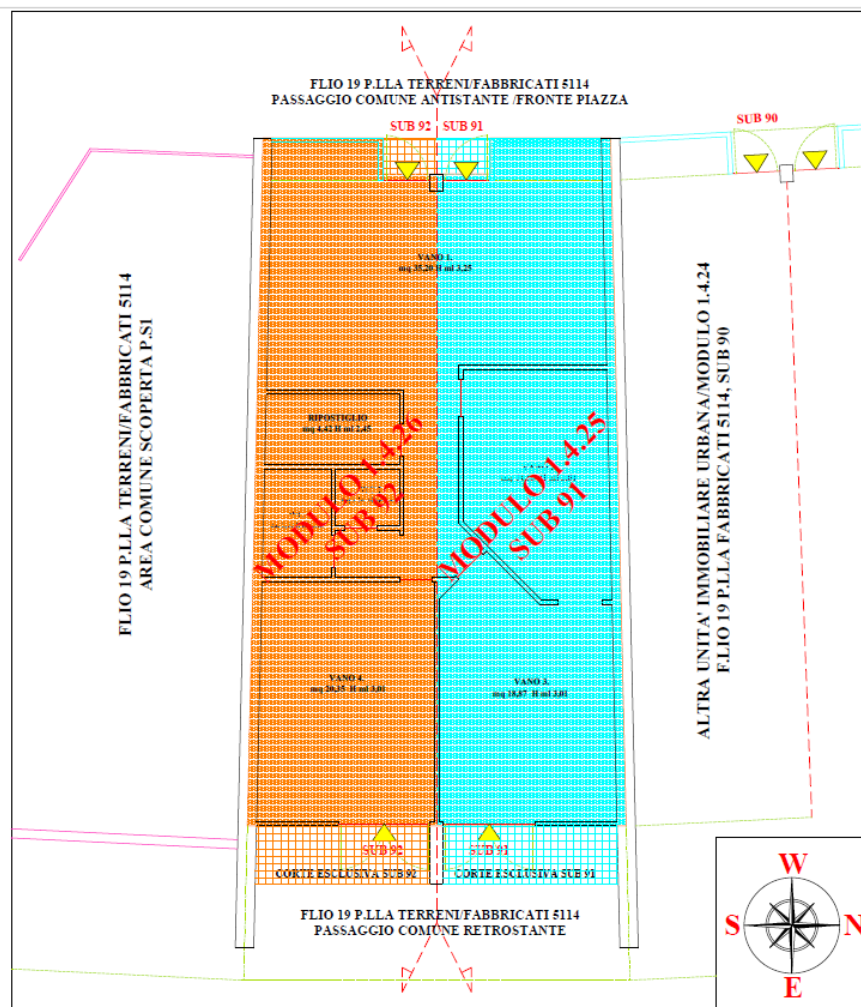 FLIO 19 P.LLA TERRENI/FABBRICATI 5114
PASSAGGIO COMUNE ANTISTANTE /FRONTE PIAZZA
SUB 92
SUB 91
SUB 90
VANO 1.
mq 35,20 H ml 3,25
FLIO 19 P.LLA TERRENI/FABBRICATI 5114
AREA COMUNE SCOPERTA P.S1
ALTRA UNITA' IMMOBILIARE URBANA/MODULO 1.4.24
F.LIO 19 P.LLA FABBRICATI 5114, SUB 90
RIPOSTIGLIO
mq 4,42 H ml 2,45
MODULO 1.4.26
SUB 92
MODULO 1.4.25
SUB 91
VANO 4.
mq 20,35 H ml 3,01
VANO 3.
mq 18,87 H ml 3,01
SUB 92
SUB 91
CORTE ESCLUSIVA SUB 92
CORTE ESCLUSIVA SUB 91
FLIO 19 P.LLA TERRENI/FABBRICATI 5114
PASSAGGIO COMUNE RETROSTANTE
W
S
N
E